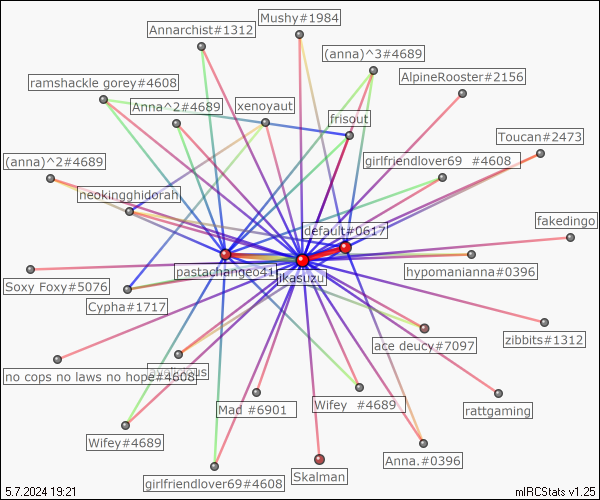 Mushy#1984
Annarchist#1312
(anna)^3#4689
AlpineRooster#2156
ramshackle gorey#4608
Anna^2#4689
xenoyaut
frisout
Toucan#2473
(anna)^2#4689
girlfriendlover69 _#4608
neokingghidorah
fakedingo
default#0617
pastachangeo41
ikasuzu
hypomanianna#0396
Soxy Foxy#5076
Cypha#1717
zibbits#1312
ace deucy#7097
no cops no laws no hope#4608
Mad_#6901
Wifey_#4689
rattgaming
Wifey#4689
Anna.#0396
Skalman
girlfriendlover69#4608
5.7.2024 19:21
mIRCStats v1.25